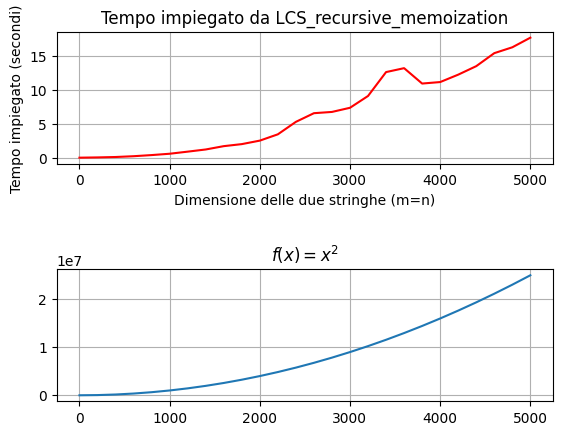 Tempo impiegato da LCS_recursive_memoization
Tempo impiegato (secondi)
15
10
5
0
0 1000 2000 3000 4000 5000
Dimensione delle due stringhe (m=n)
f(x) = x²
1e7
2
1
0
0 1000 2000 3000 4000 5000